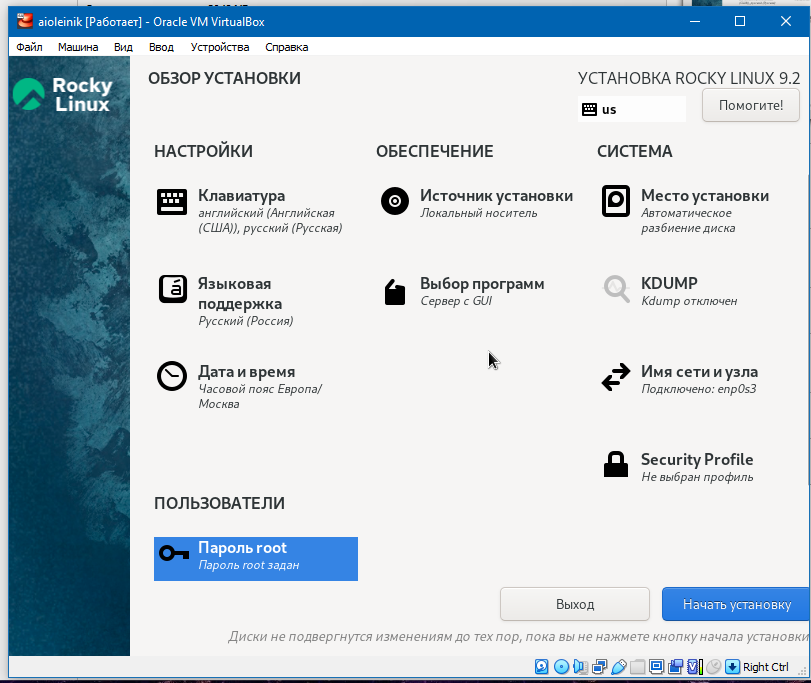 aioleinik [Работает] - Oracle VM VirtualBox
Файл Машина Вид Ввод Устройства Справка
Rocky
Linux
ОБЗОР УСТАНОВКИ
УСТАНОВКА ROCKY LINUX 9.2
us
Помогите!
НАСТРОЙКИ
Клавиатура
английский (Английская
(США)), русский (Русская)
Языковая
поддержка
Русский (Россия)
Дата и время
Часовой пояс Европа/
Москва
ОБЕСПЕЧЕНИЕ
Источник установки
Локальный носитель
Выбор программ
Сервер с GUI
СИСТЕМА
Место установки
Автоматическое
разбиение диска
KDUMP
Kdump отключен
Имя сети и узла
Подключено: enp0s3
Security Profile
Не выбран профиль
ПОЛЬЗОВАТЕЛИ
Пароль root
Пароль root задан
Выход
Начать установку
Диски не подвергнутся изменениям до тех пор, пока вы не нажмете кнопку начала установки
Right Ctrl